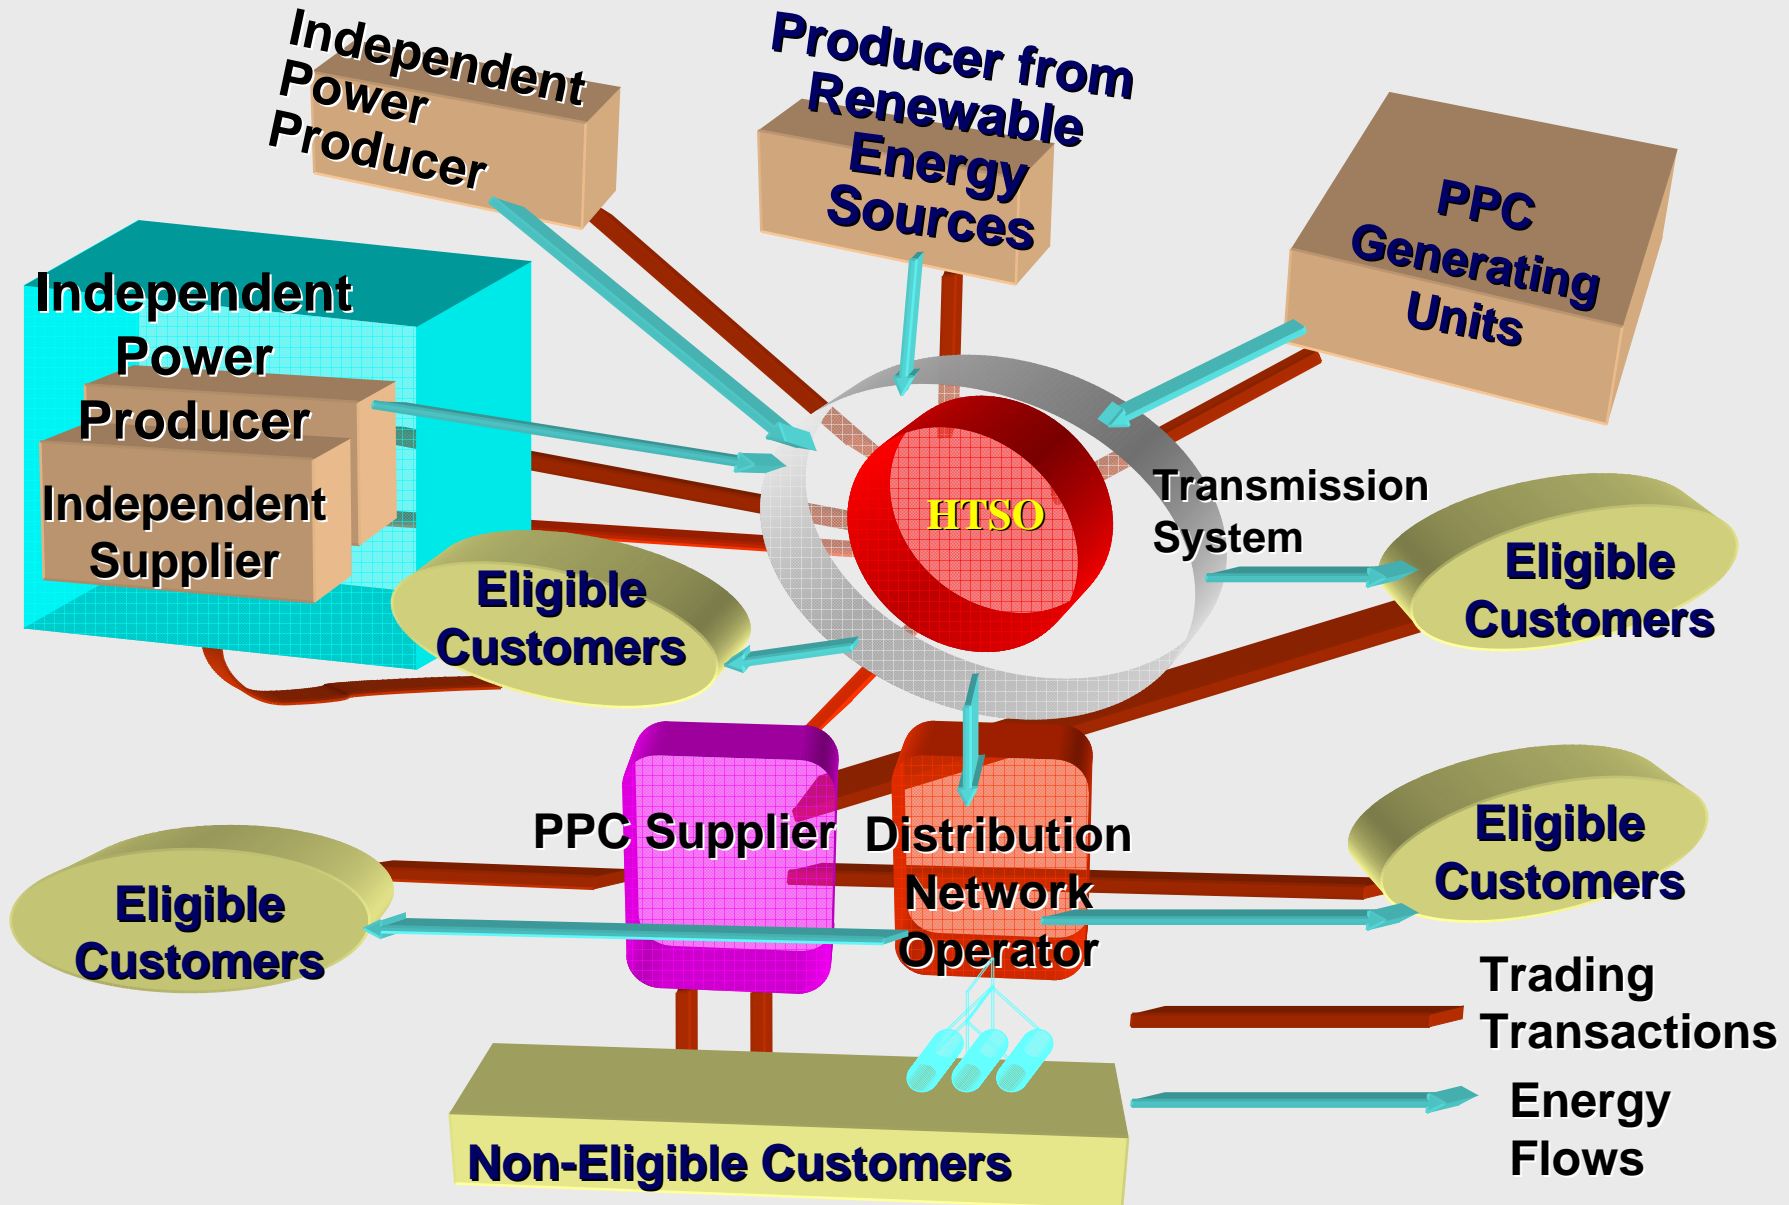 Independent
Power
Producer
Producer from
Renewable
Energy
Sources
PPC
Generating
Units
Independent
Power
Producer
Independent
Supplier
HTSO
Transmission
System
Eligible
Customers
Eligible
Customers
PPC Supplier
Distribution
Network
Operator
Eligible
Customers
Eligible
Customers
Trading
Transactions
Energy
Flows
Non-Eligible Customers